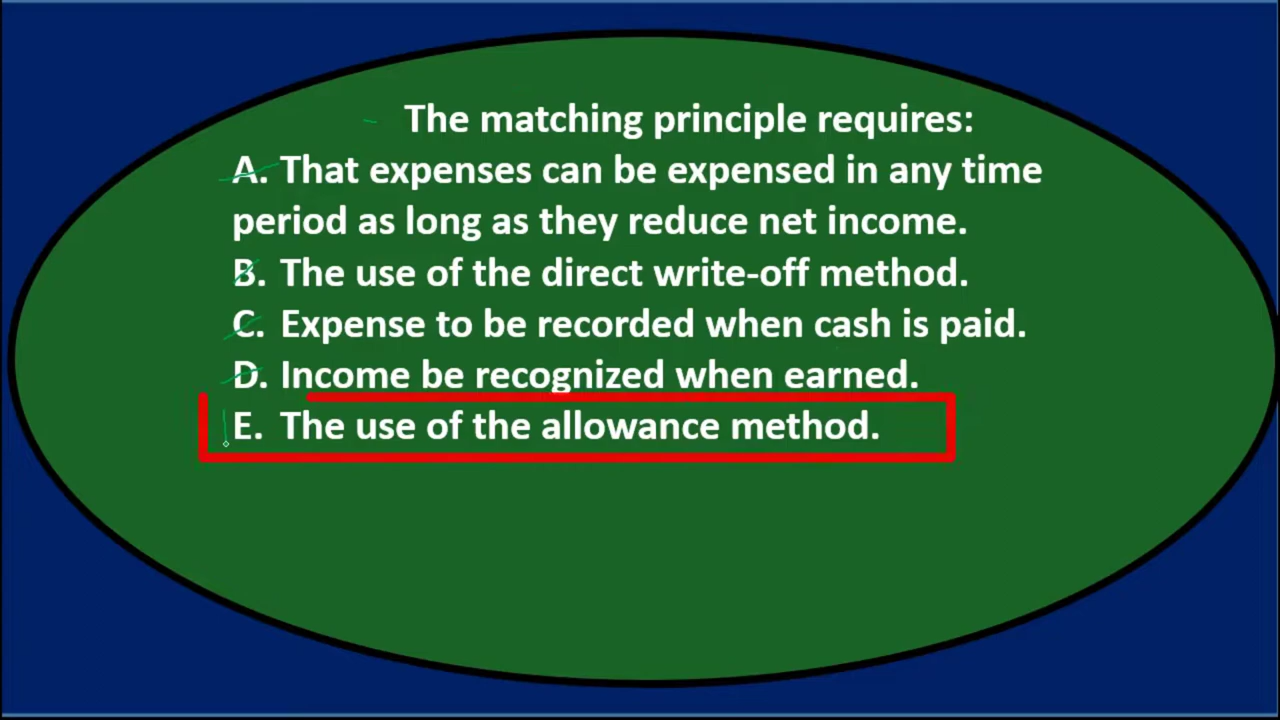 The matching principle requires:
A. That expenses can be expensed in any time
period as long as they reduce net income.
B. The use of the direct write-off method.
C. Expense to be recorded when cash is paid.
D. Income be recognized when earned.
E. The use of the allowance method.